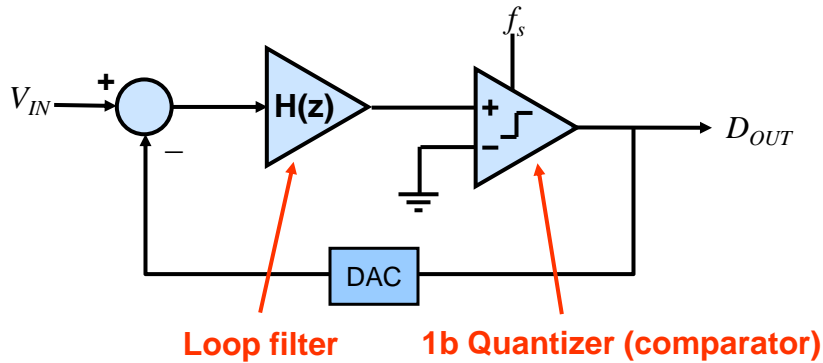 f_s
+
V_IN
H(z)
+
−
−
D_OUT
DAC
Loop filter
1b Quantizer (comparator)